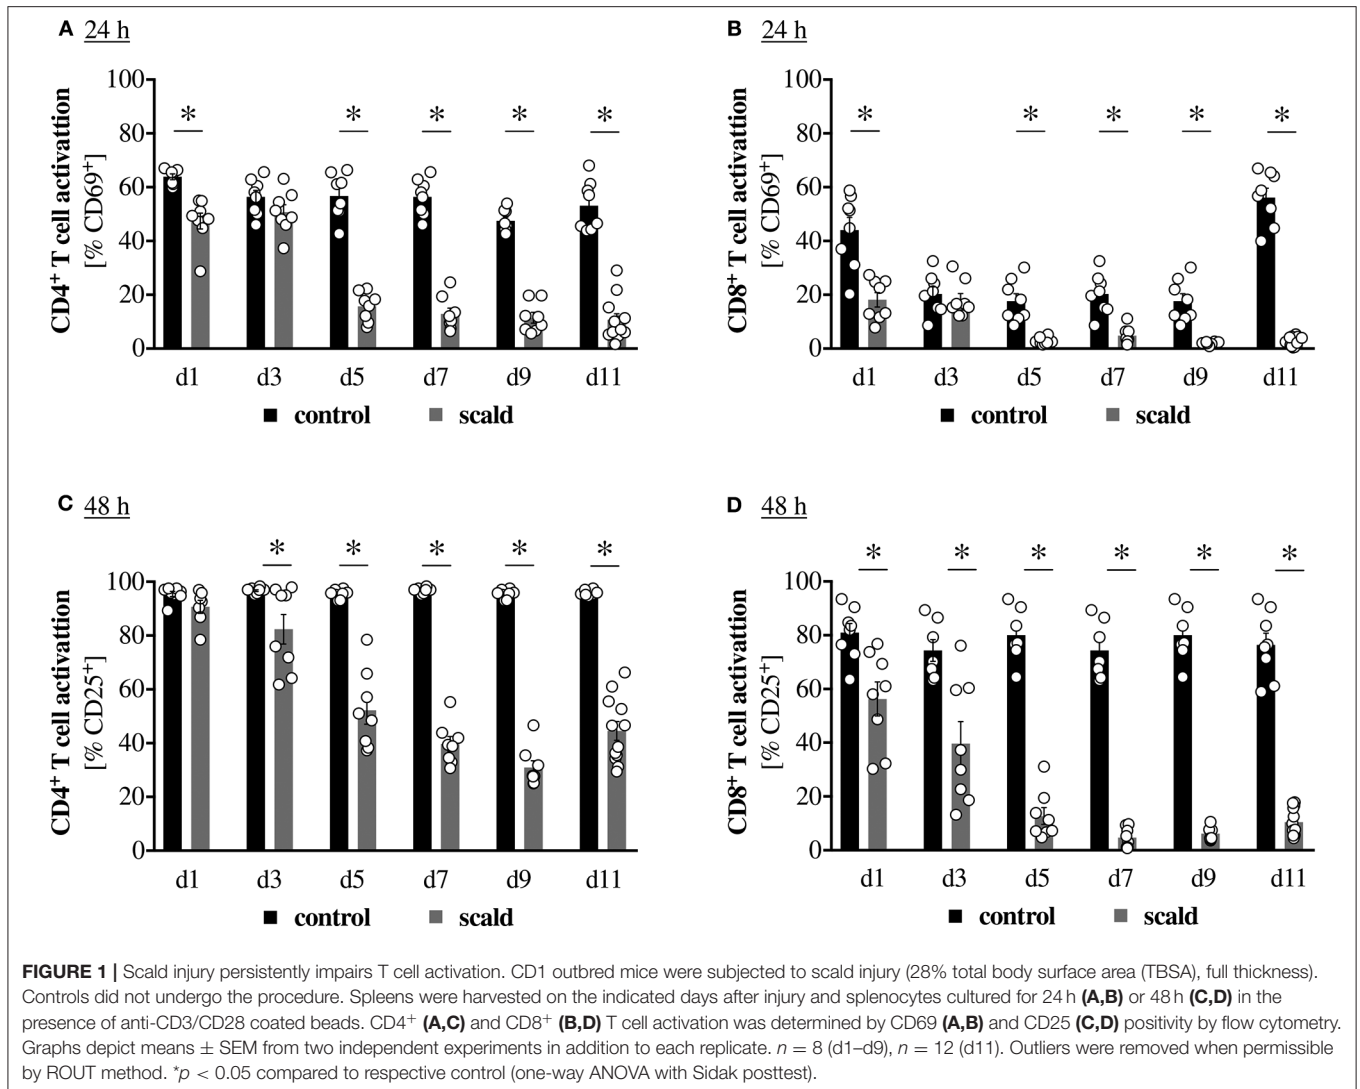 A 24 h
CD4+ T cell activattion
[% CD69+]
100
80
60
40
20
0
* * * * *
d1 d3 d5 d7 d9 d11
control scald
B 24 h
CD8+ T cell activattion
[% CD69+]
100
80
60
40
20
0
* * * * *
d1 d3 d5 d7 d9 d11
control scald
C 48 h
CD4+ T cell activattion
[% CD25+]
100
80
60
40
20
0
* * * * *
d1 d3 d5 d7 d9 d11
control scald
D 48 h
CD8+ T cell activattion
[% CD25+]
100
80
60
40
20
0
* * * * * *
d1 d3 d5 d7 d9 d11
control scald
FIGURE 1 | Scald injury persistently impairs T cell activation. CD1 outbred mice were subjected to scald injury (28% total body surface area (TBSA), full thickness).
Controls did not undergo the procedure. Spleens were harvested on the indicated days after injury and splenocytes cultured for 24 h (A,B) or 48 h (C,D) in the
presence of anti-CD3/CD28 coated beads. CD4+ (A,C) and CD8+ (B,D) T cell activation was determined by CD69 (A,B) and CD25 (C,D) positivity by flow cytometry.
Graphs depict means ± SEM from two independent experiments in addition to each replicate. n = 8 (d1–d9), n = 12 (d11). Outliers were removed when permissible
by ROUT method. *p < 0.05 compared to respective control (one-way ANOVA with Sidak posttest).